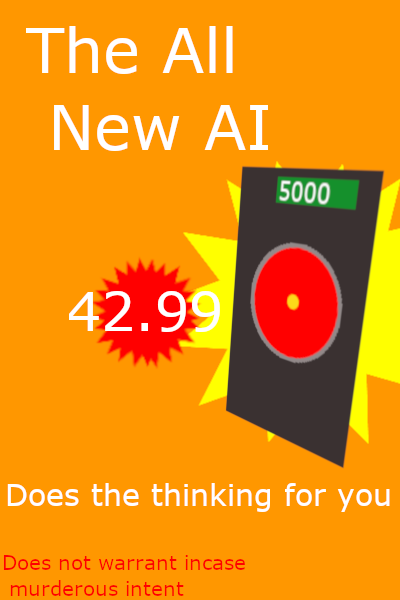 The All
New AI
5000
42.99
Does the thinking for you
Does not warrant incase
murderous intent